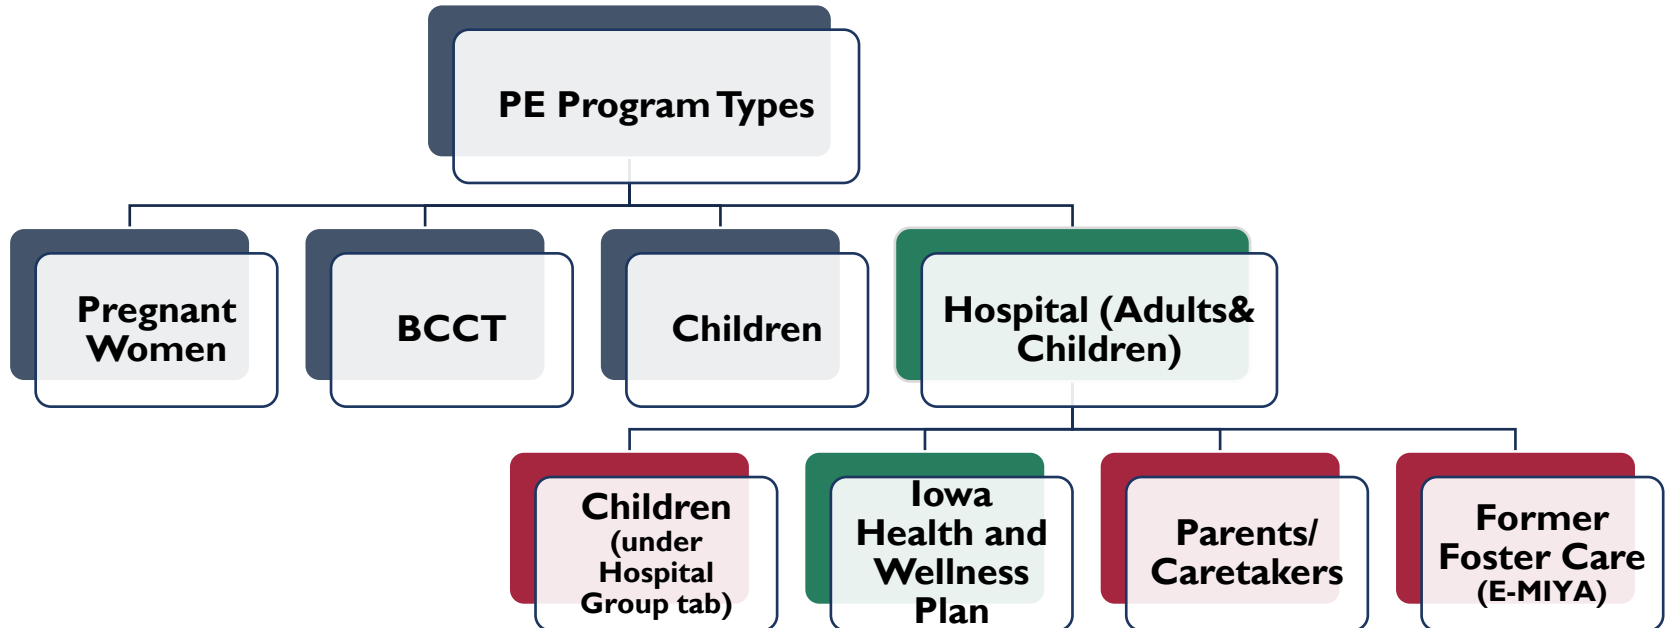 PE Program Types
Pregnant
Women
BCCT
Children
Hospital (Adults&
Children)
Children
(under
Hospital
Group tab)
Iowa
Health and
Wellness
Plan
Parents/
Caretakers
Former
Foster Care
(E-MIYA)